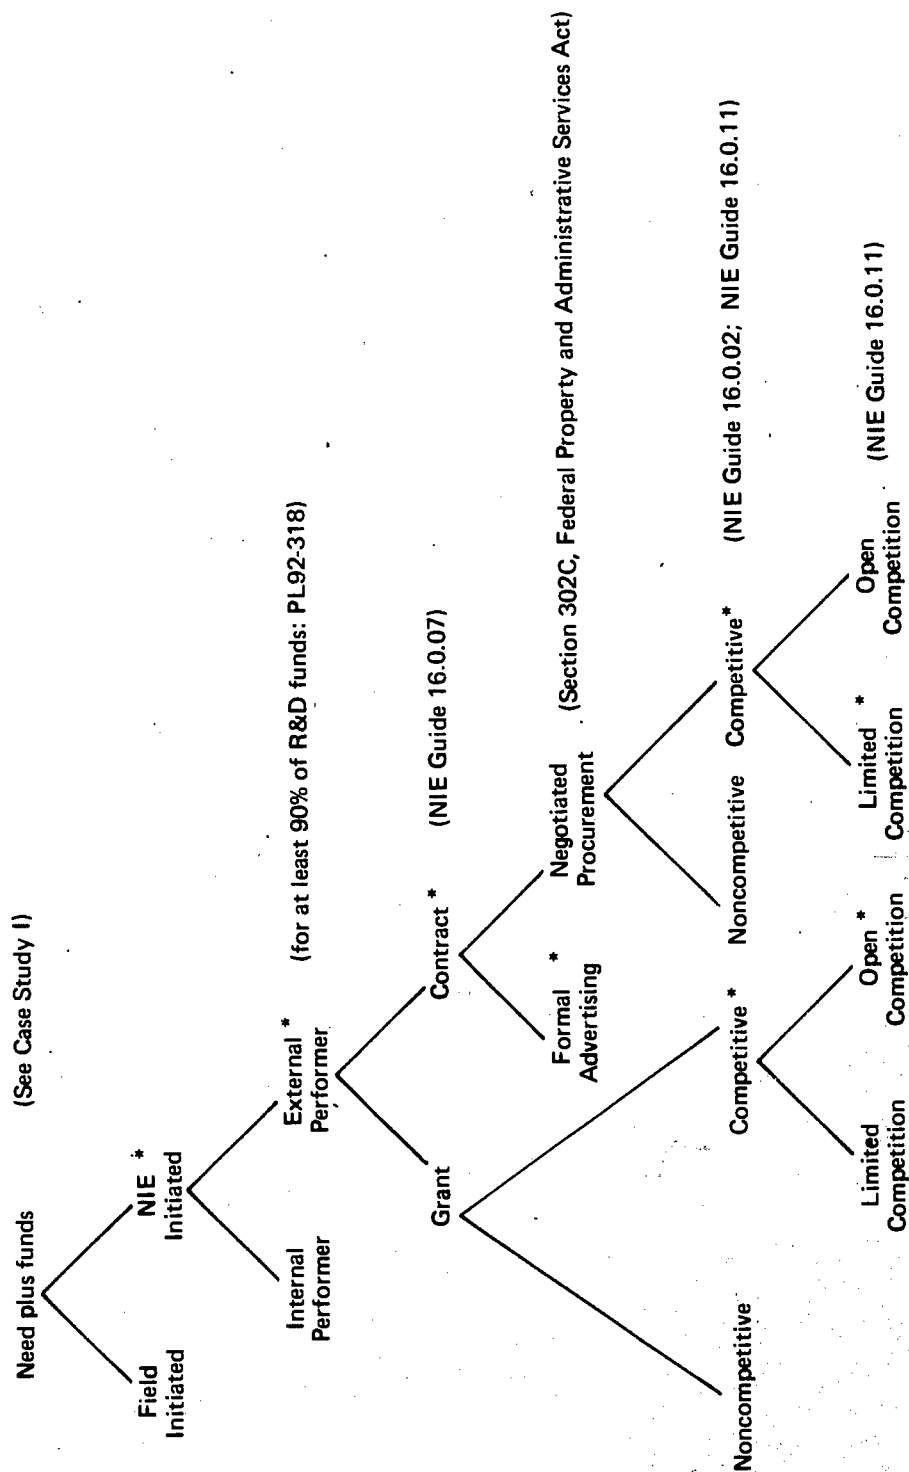 Need plus funds (See Case Study I)
Field
Initiated
NIE *
Initiated
Internal
Performer
External *
Performer
(for at least 90% of R&D funds: PL92-318)
Grant
Contract *
(NIE Guide 16.0.07)
Formal *
Advertising
Negotiated
Procurement
(Section 302C, Federal Property and Administrative Services Act)
Noncompetitive
Competitive *
Noncompetitive
Competitive*
(NIE Guide 16.0.02; NIE Guide 16.0.11)
Limited
Competition
Open *
Competition
Limited *
Competition
Open
Competition
(NIE Guide 16.0.11)